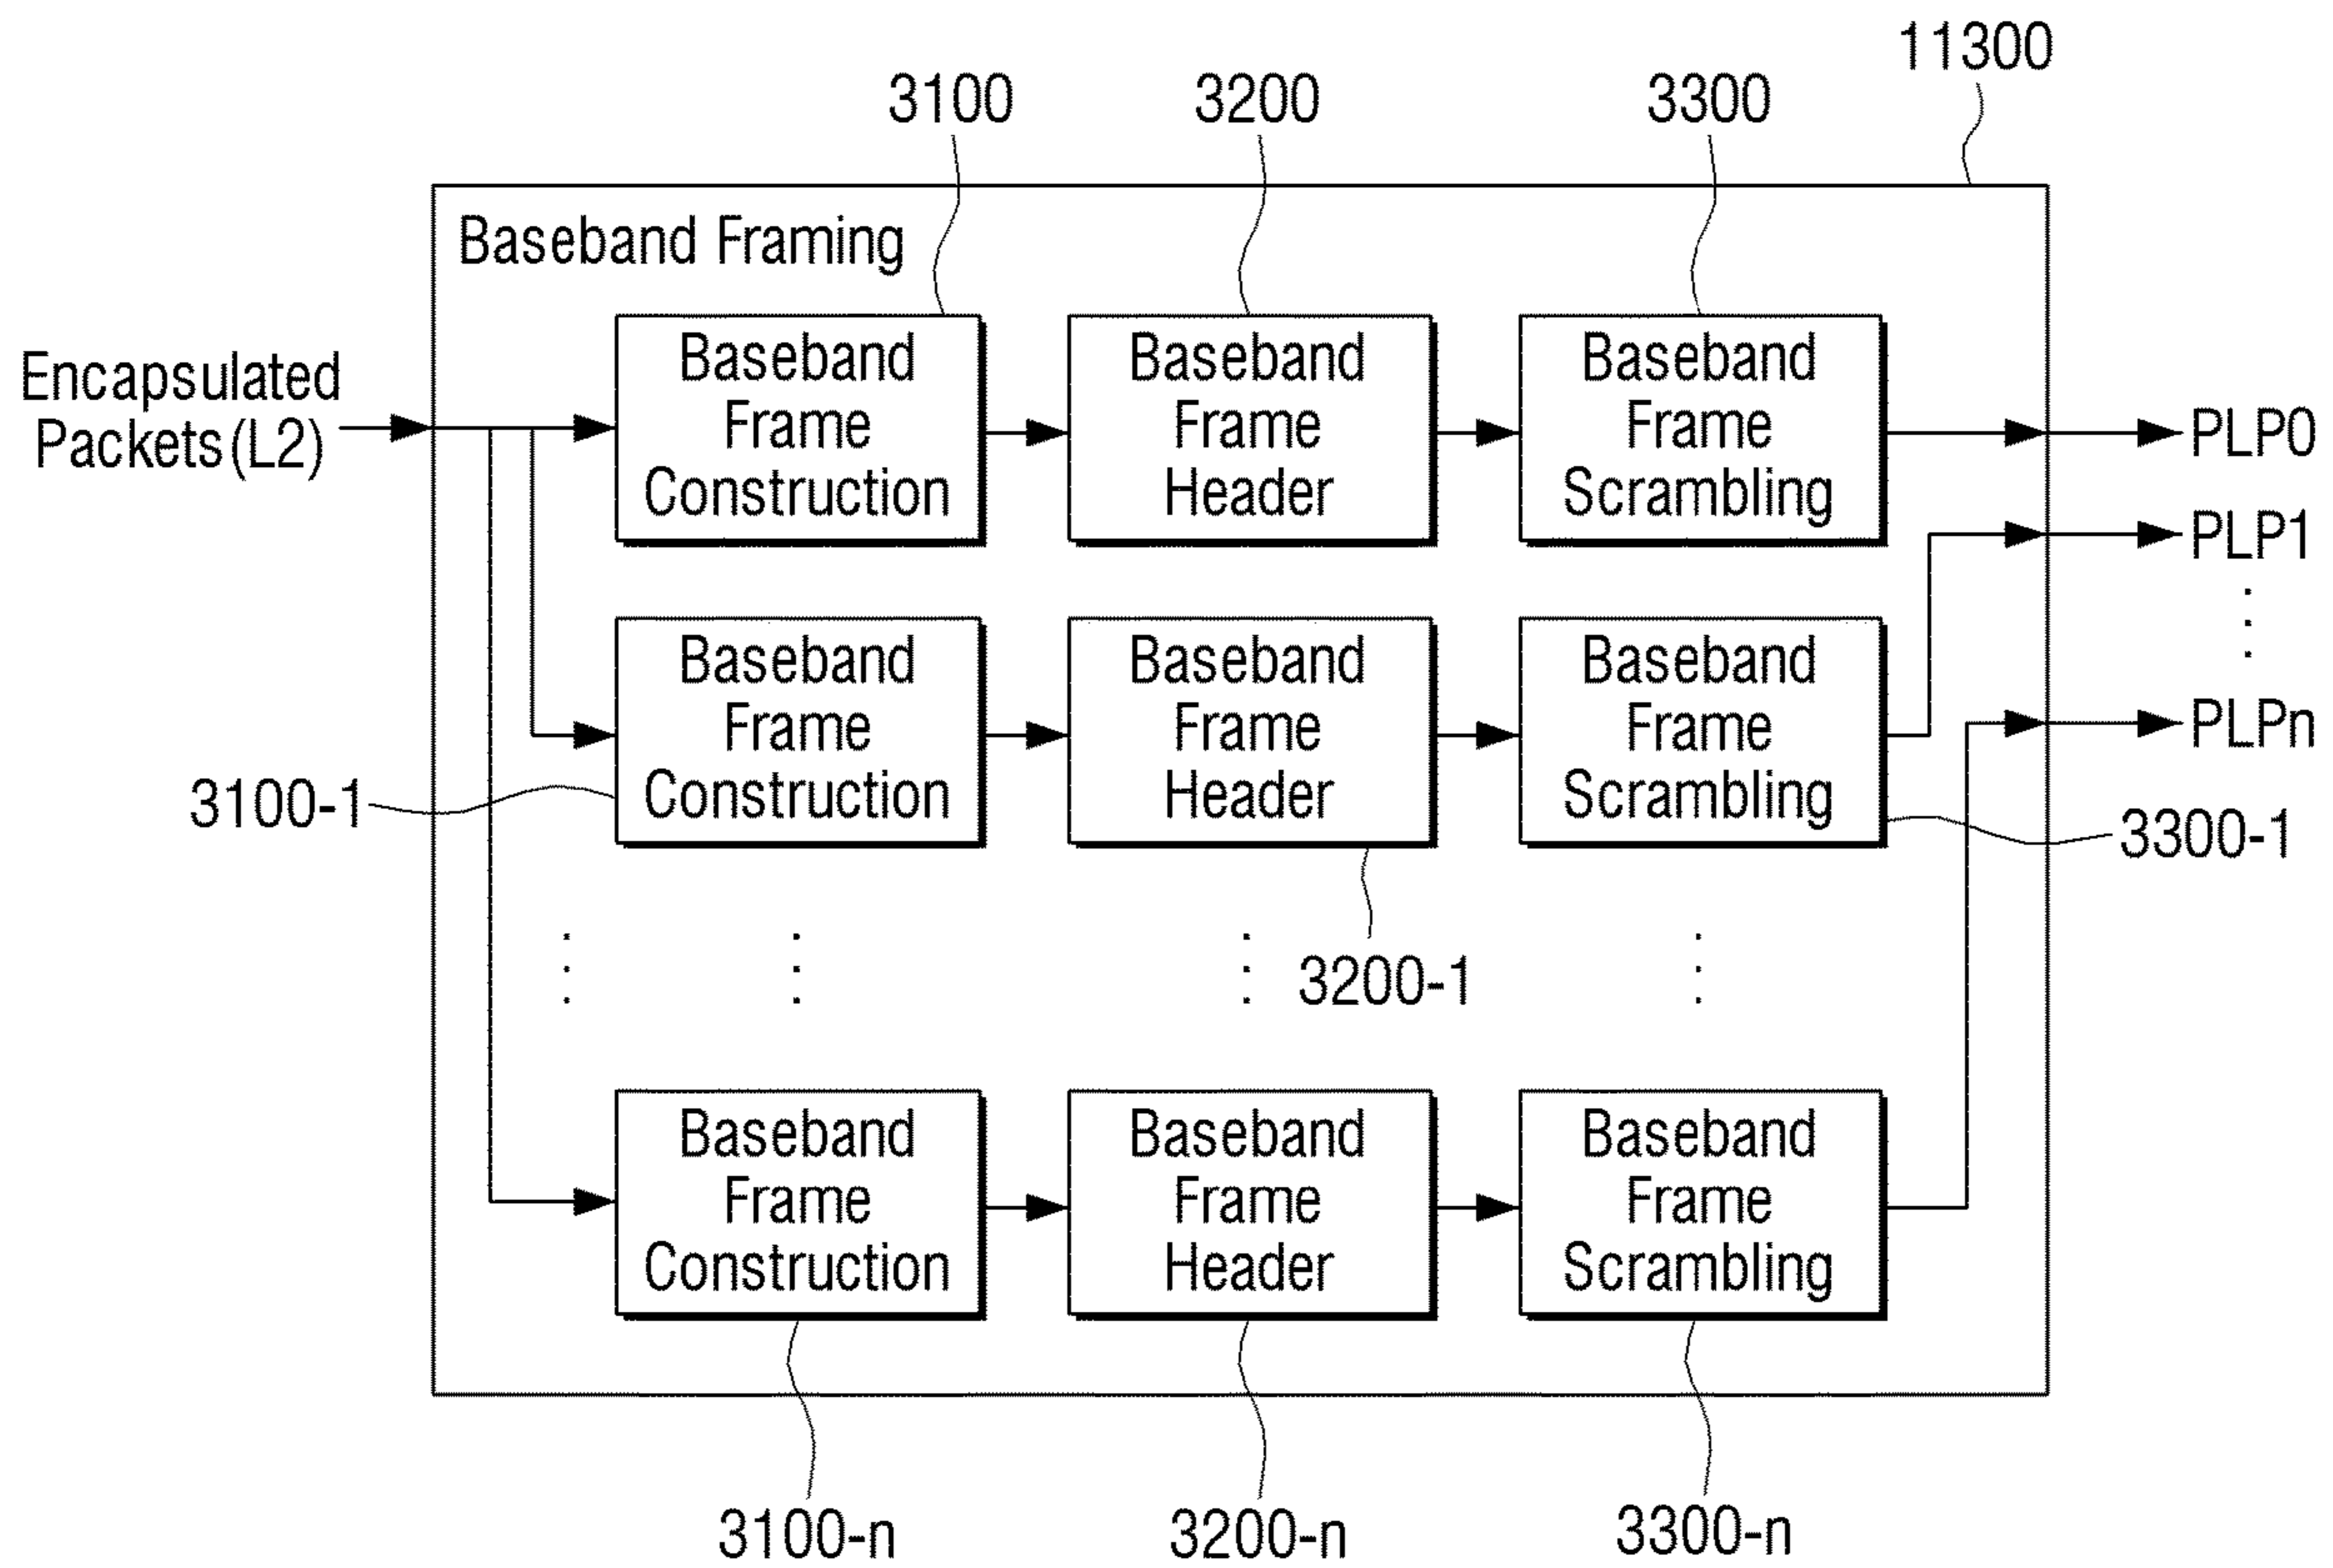 11300
3100
3200
3300
Baseband Framing
Encapsulated
Packets(L2)
Baseband
Frame
Construction
Baseband
Frame
Header
Baseband
Frame
Scrambling
PLP0
PLP1
PLPn
Baseband
Frame
Construction
Baseband
Frame
Header
Baseband
Frame
Scrambling
3100-1
3200-1
3300-1
Baseband
Frame
Construction
Baseband
Frame
Header
Baseband
Frame
Scrambling
3100-n
3200-n
3300-n